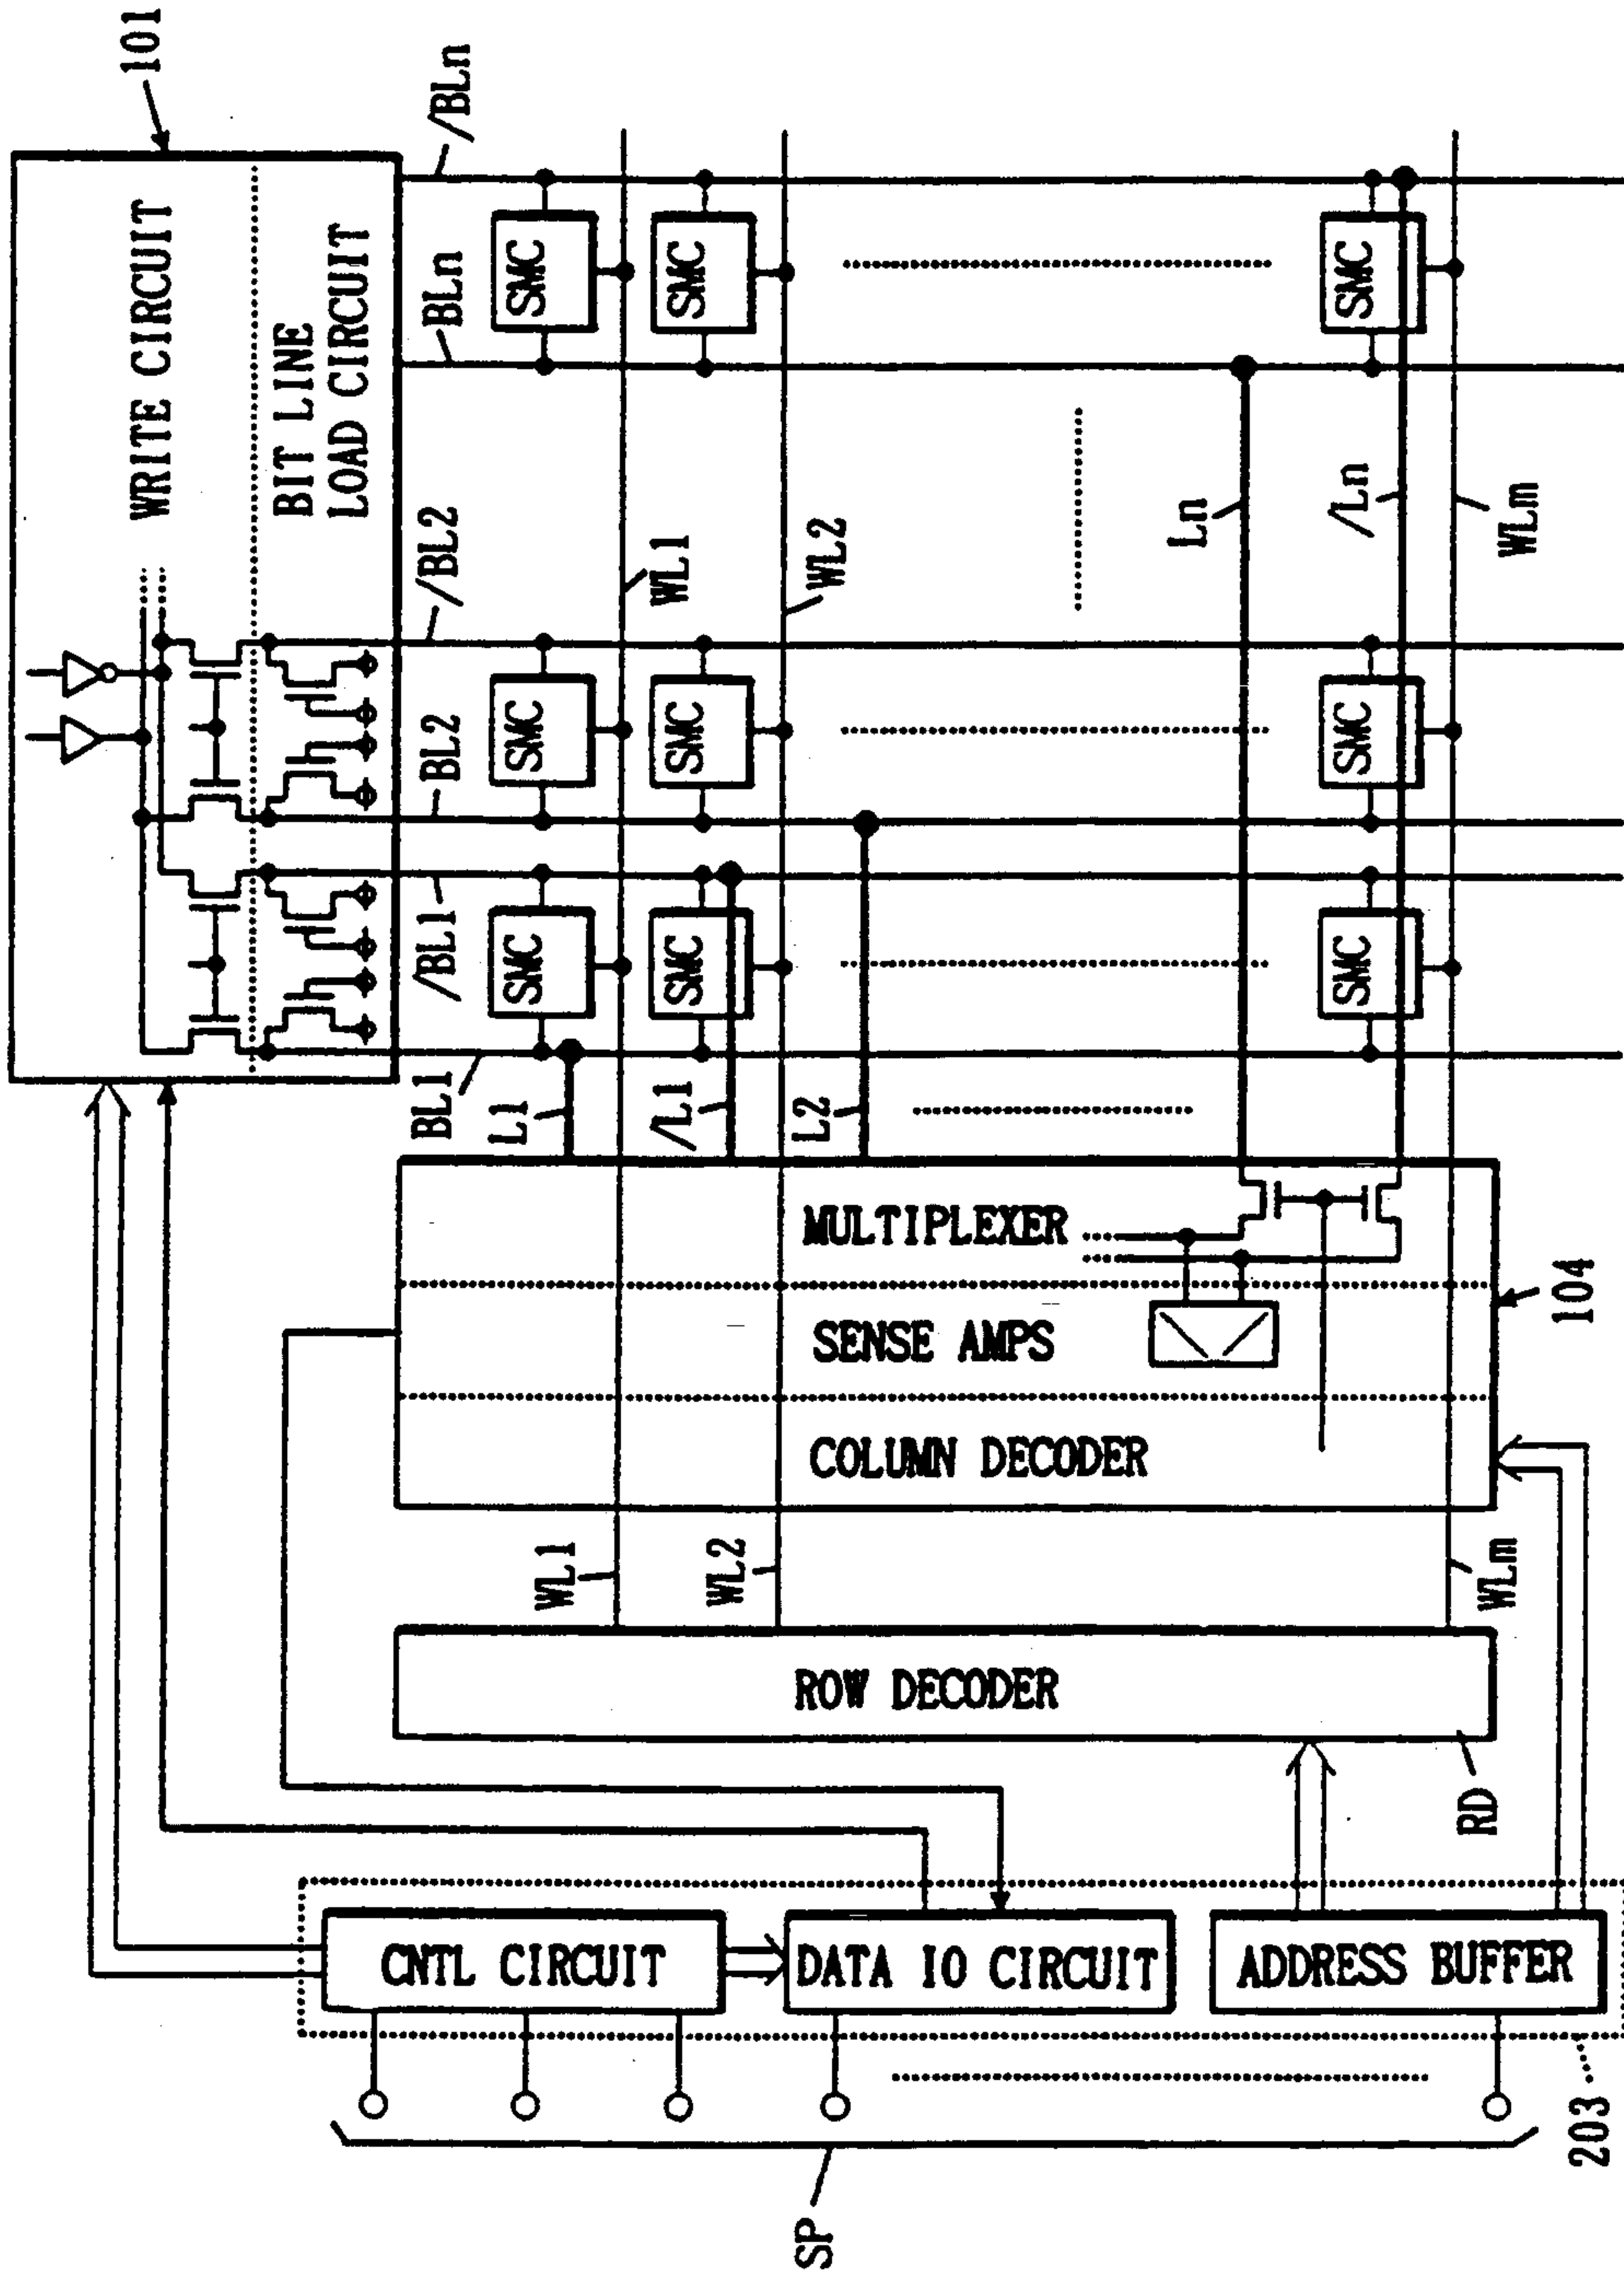 101
WRITE CIRCUIT
BIT LINE
LOAD CIRCUIT
/BLn
BLn
/BL2
BL2
/BL1
BL1
SMC
SMC
SMC
SMC
SMC
SMC
SMC
SMC
SMC
WL1
WL2
Ln
/Ln
WLm
L1
/L1
L2
MULTIPLEXER
SENSE AMPS
COLUMN DECODER
104
WL1
WL2
WLm
ROW DECODER
RD
CNTL CIRCUIT
DATA IO CIRCUIT
ADDRESS BUFFER
203
SP